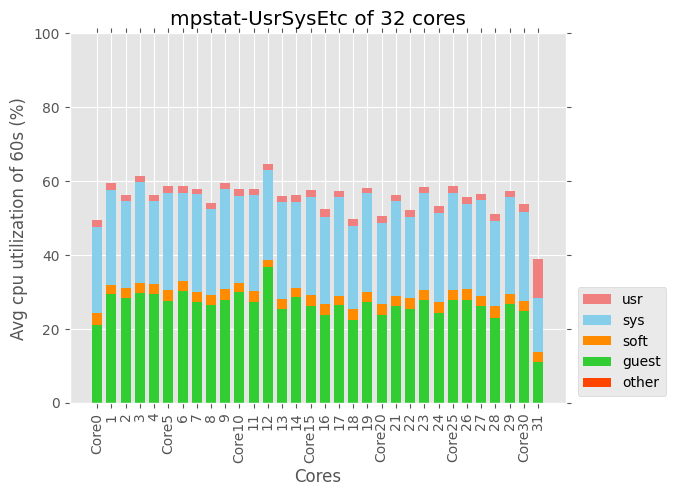 mpstat-UsrSysEtc of 32 cores
100
80
60
40
20
0
Avg cpu utilization of 60s (%)
Core0
1
2
3
4
Core5
6
7
8
9
Core10
11
12
13
14
Core15
16
17
18
19
Core20
21
22
23
24
Core25
26
27
28
29
Core30
31
Cores
usr
sys
soft
guest
other